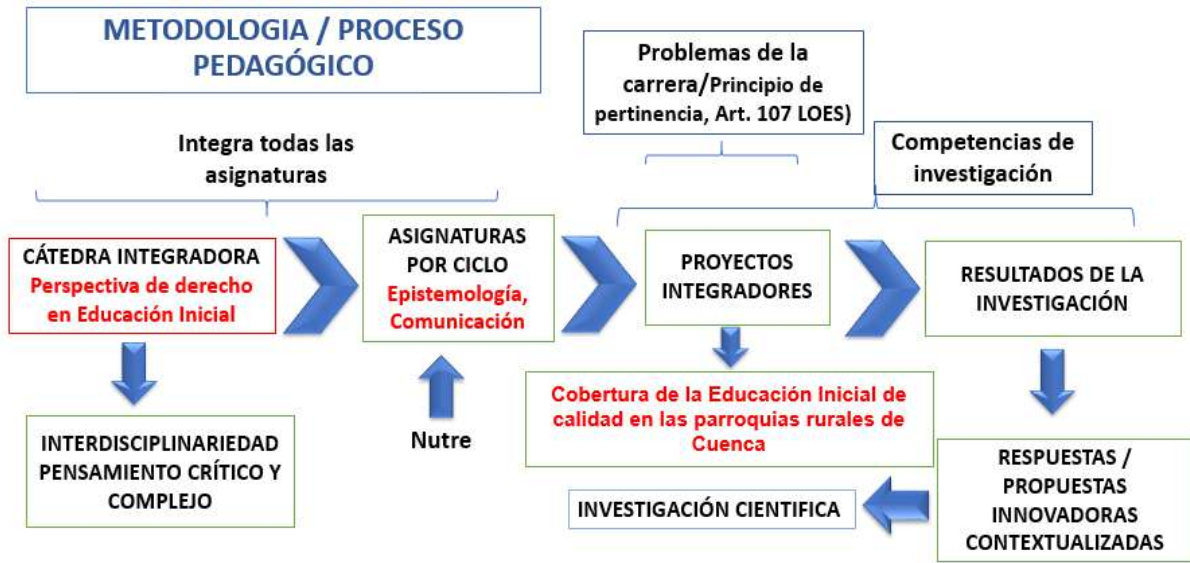 METODOLOGIA / PROCESO
PEDAGÓGICO
Problemas de la
carrera/Principio de
pertinencia, Art. 107 LOES)
Integra todas las
asignaturas
Competencias de
investigación
CÁTEDRA INTEGRADORA
Perspectiva de derecho
en Educación Inicial
ASIGNATURAS
POR CICLO
Epistemología,
Comunicación
PROYECTOS
INTEGRADORES
RESULTADOS DE LA
INVESTIGACIÓN
Nutre
Cobertura de la Educación Inicial de
calidad en las parroquias rurales de
Cuenca
INTERDISCIPLINARIEDAD
PENSAMIENTO CRÍTICO Y
COMPLEJO
INVESTIGACIÓN CIENTIFICA
RESPUESTAS /
PROPUESTAS
INNOVADORAS
CONTEXTUALIZADAS